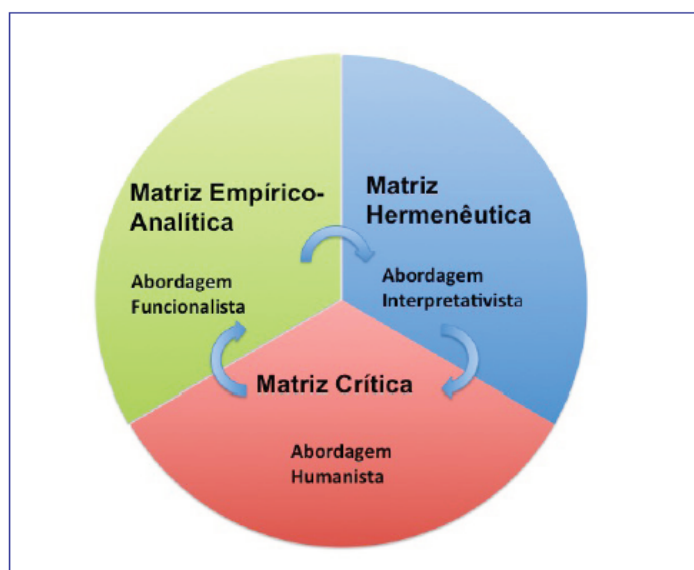 Matriz Empírico-
Analítica
Abordagem
Funcionalista
Matriz
Hermenêutica
Abordagem
Interpretativista
Matriz Crítica
Abordagem
Humanista